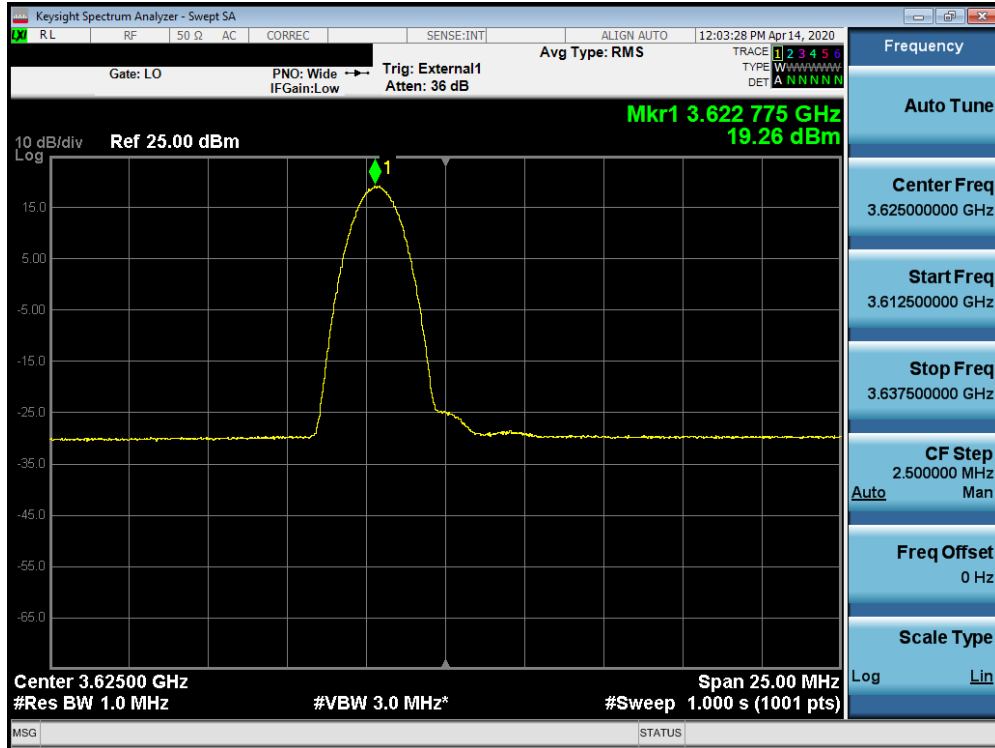 Keysight Spectrum Analyzer - Swept SA
LXI RL RF 50 Ω AC CORREC SENSE:INT ALIGN AUTO 12:03:28 PM Apr 14, 2020
Gate: LO PNO: Wide Trig: External1 Avg Type: RMS TRACE 1 2 3 4 5 6
IFGain:Low Atten: 36 dB TYPE WWWWWW
DET A N N N N N
Mkr1 3.622 775 GHz
19.26 dBm
10 dB/div Ref 25.00 dBm
Log
1
15.0
5.00
-5.00
-15.0
-25.0
-35.0
-45.0
-55.0
-65.0
Center 3.62500 GHz Span 25.00 MHz
#Res BW 1.0 MHz #VBW 3.0 MHz* #Sweep 1.000 s (1001 pts)
MSG STATUS
Frequency
Auto Tune
Center Freq
3.625000000 GHz
Start Freq
3.612500000 GHz
Stop Freq
3.637500000 GHz
CF Step
2.500000 MHz
Auto Man
Freq Offset
0 Hz
Scale Type
Log Lin